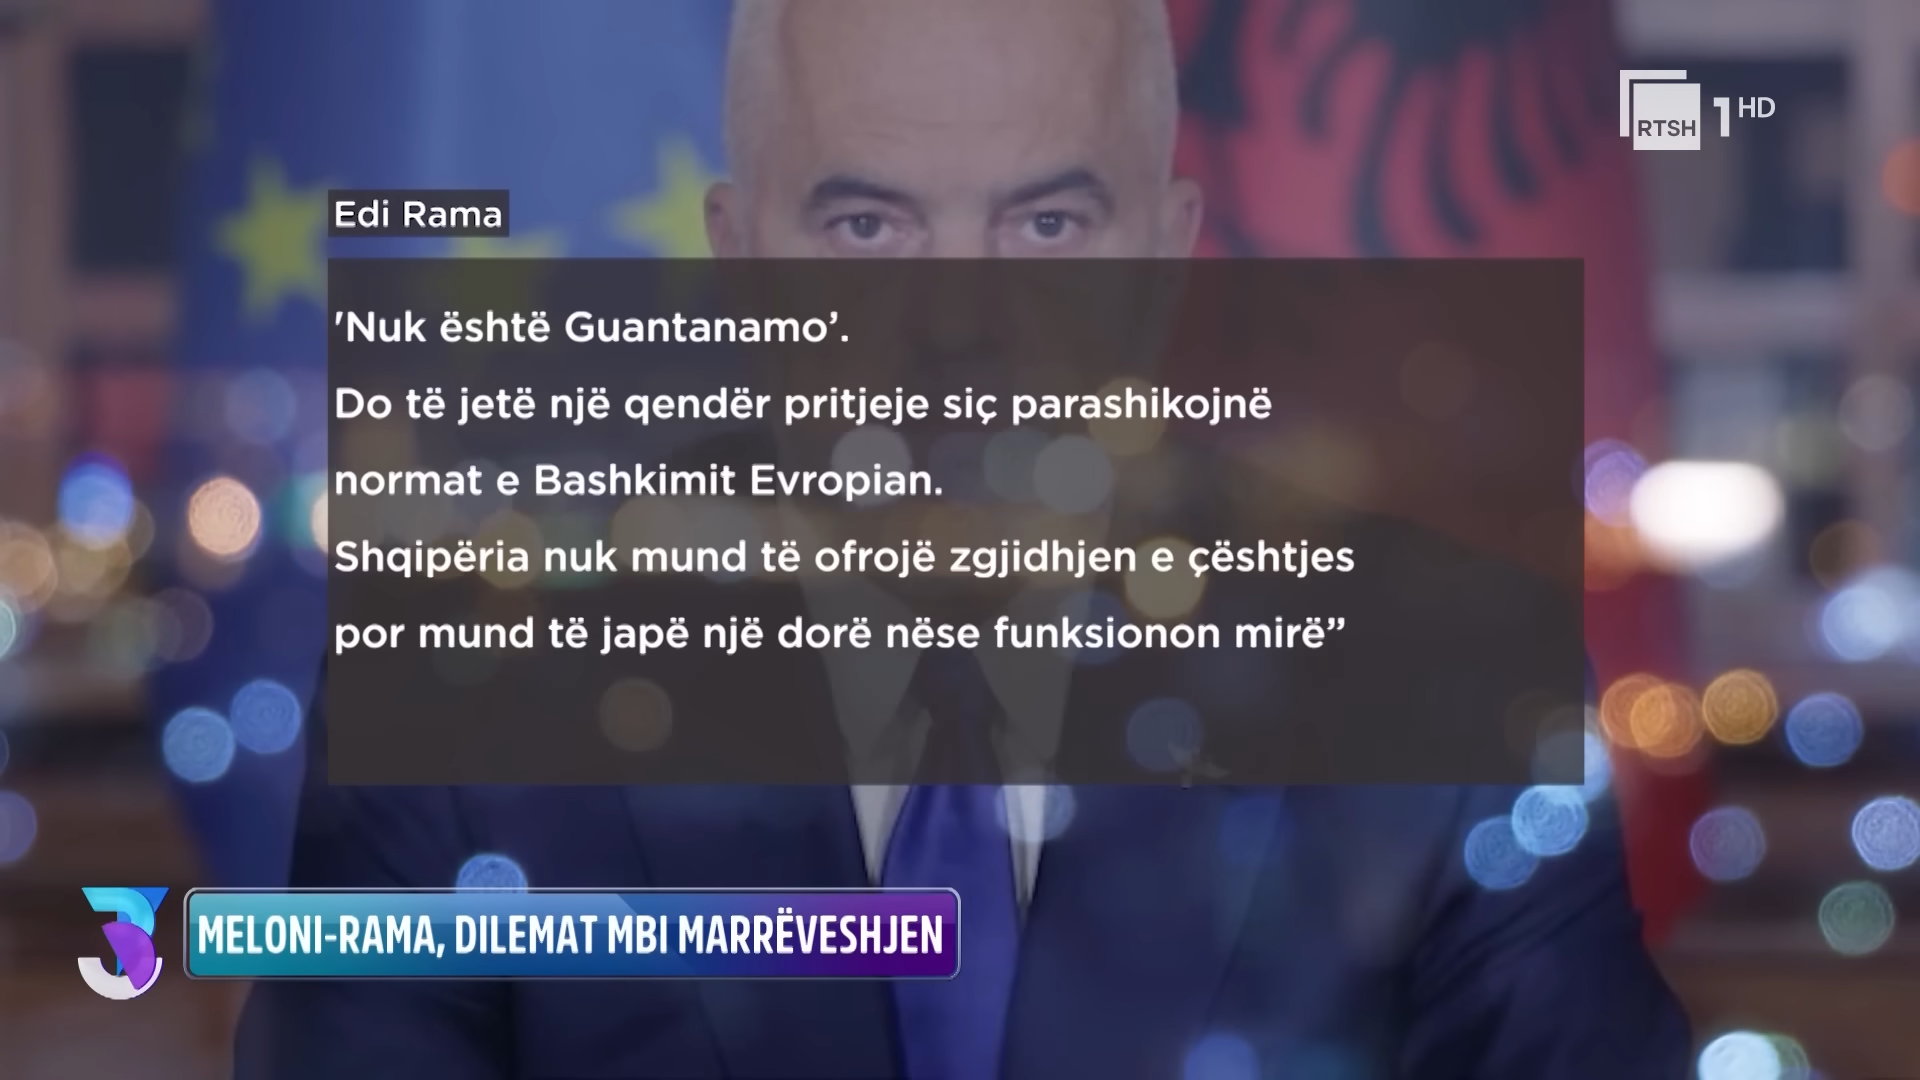 RTSH 1 HD
Edi Rama
'Nuk është Guantanamo’.
Do të jetë një qendër pritjeje siç parashikojnë
normat e Bashkimit Evropian.
Shqipëria nuk mund të ofrojë zgjidhjen e çështjes
por mund të japë një dorë nëse funksionon mirë”
MELONI-RAMA, DILEMAT MBI MARRËVESHJEN